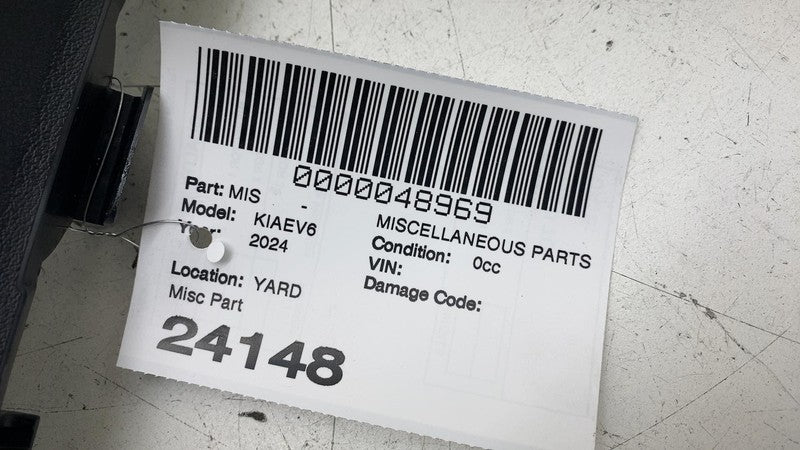 0000048969
Part: MIS - MISCELLANEOUS PARTS
Model: KIAEV6 Condition: 0cc
2024 VIN:
Damage Code:
Location: YARD
Misc Part
24148